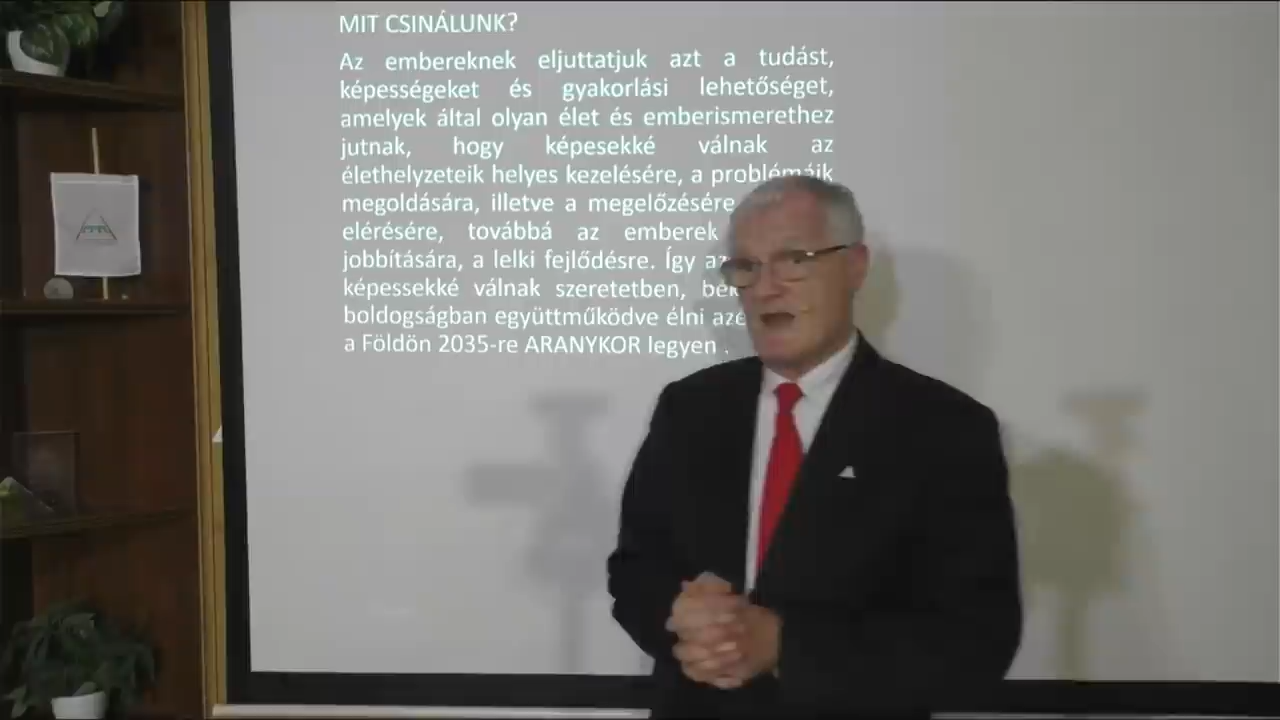 MIT CSINÁLUNK?
Az embereknek eljuttatjuk azt a tudást,
képességeket és gyakorlási lehetőséget,
amelyek által olyan élet és emberismerethez
jutnak, hogy képesekké válnak az
élethelyzeteik helyes kezelésére, a problémáik
megoldására, illetve a megelőzésére
elérésére, továbbá az emberek
jobbítására, a lelki fejlődésre. Így
képessekké válnak szeretetben,
boldogságban együttműködve élni
a Földön 2035-re ARANYKOR legyen .